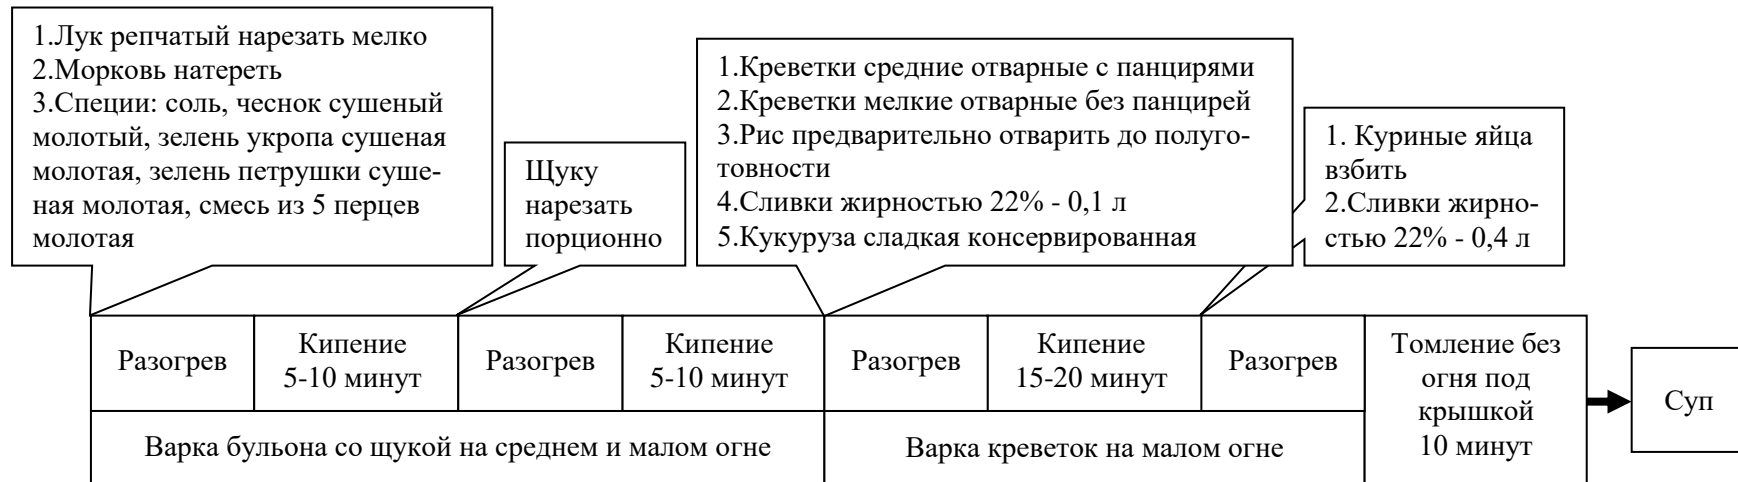 1.Лук репчатый нарезать мелко
2.Морковь натереть
3.Специи: соль, чеснок сушеный
молотый, зелень укропа сушеная
молотая, зелень петрушки суше-
ная молотая, смесь из 5 перцев
молотая
Щуку
нарезать
порционно
1.Креветки средние отварные с панцирями
2.Креветки мелкие отварные без панцирей
3.Рис предварительно отварить до полуго-
товности
4.Сливки жирностью 22% - 0,1 л
5.Кукуруза сладкая консервированная
1. Куриные яйца
взбить
2.Сливки жирно-
стью 22% - 0,4 л
Разогрев
Кипение
5-10 минут
Разогрев
Кипение
5-10 минут
Разогрев
Кипение
15-20 минут
Разогрев
Томление без
огня под
крышкой
10 минут
Суп
Варка бульона со щукой на среднем и малом огне
Варка креветок на малом огне